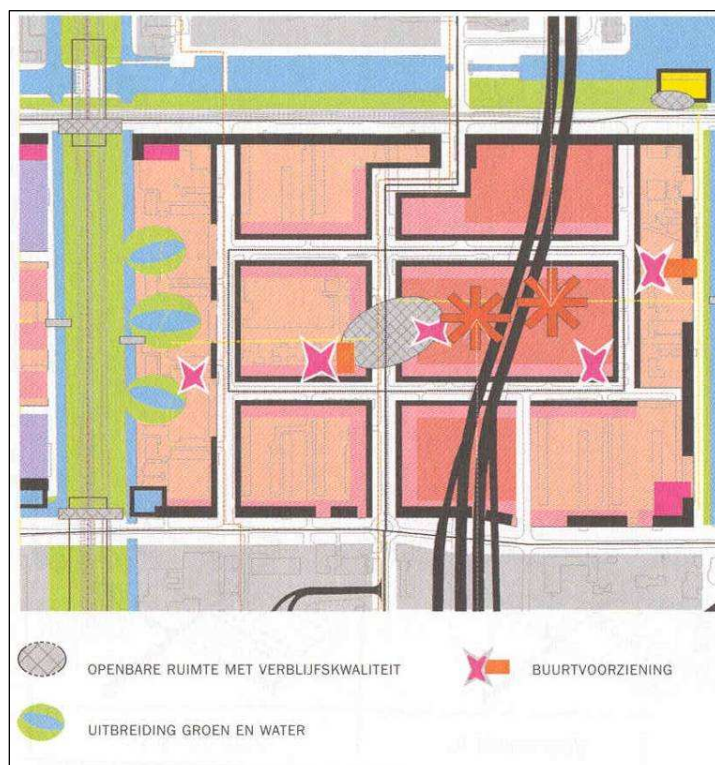 OPENBARE RUIMTE MET VERBLIJFSKWALITEIT
BUURTVOORZIENING
UITBREIDING GROEN EN WATER